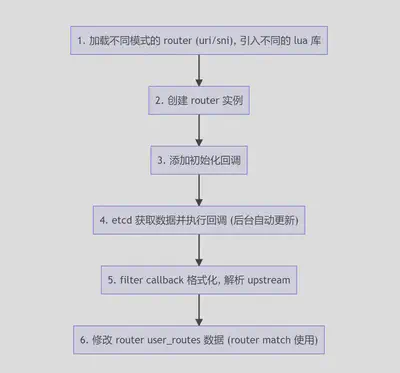 1. 加载不同模式的 router (uri/sni), 引入不同的 lua 库
2. 创建 router 实例
3. 添加初始化回调
4. etcd 获取数据并执行回调 (后台自动更新)
5. filter callback 格式化, 解析 upstream
6. 修改 router user_routes 数据 (router match 使用)